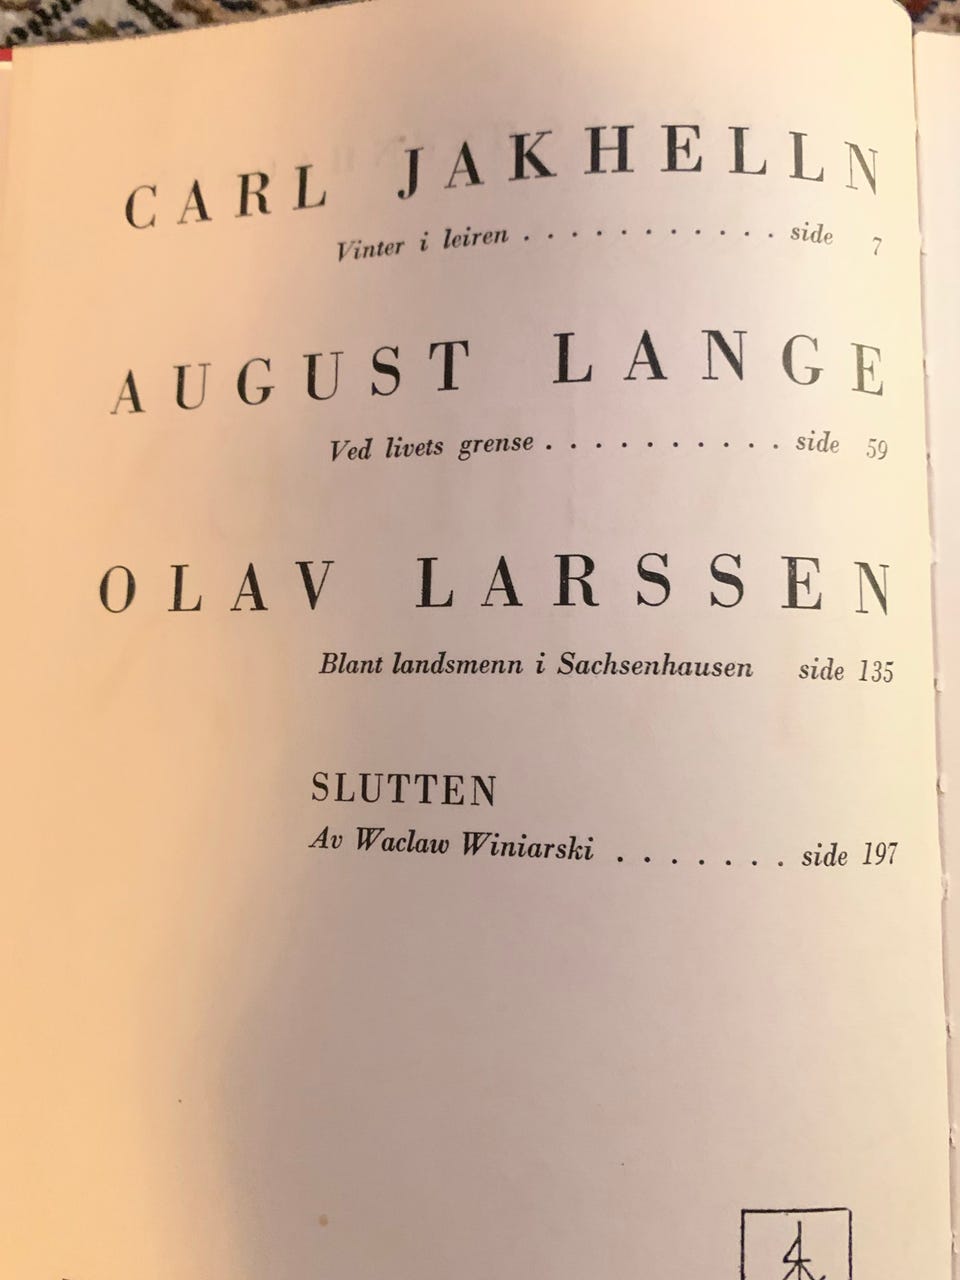 CARL JAKHELLN
Vinter i leiren . . . . . . . . . . . side 7
AUGUST LANGE
Ved livets grense . . . . . . . . . . side 59
OLAV LARSSEN
Blant landsmenn i Sachsenhausen side 135
SLUTTEN
Av Waclaw Winiarski . . . . . . . side 197